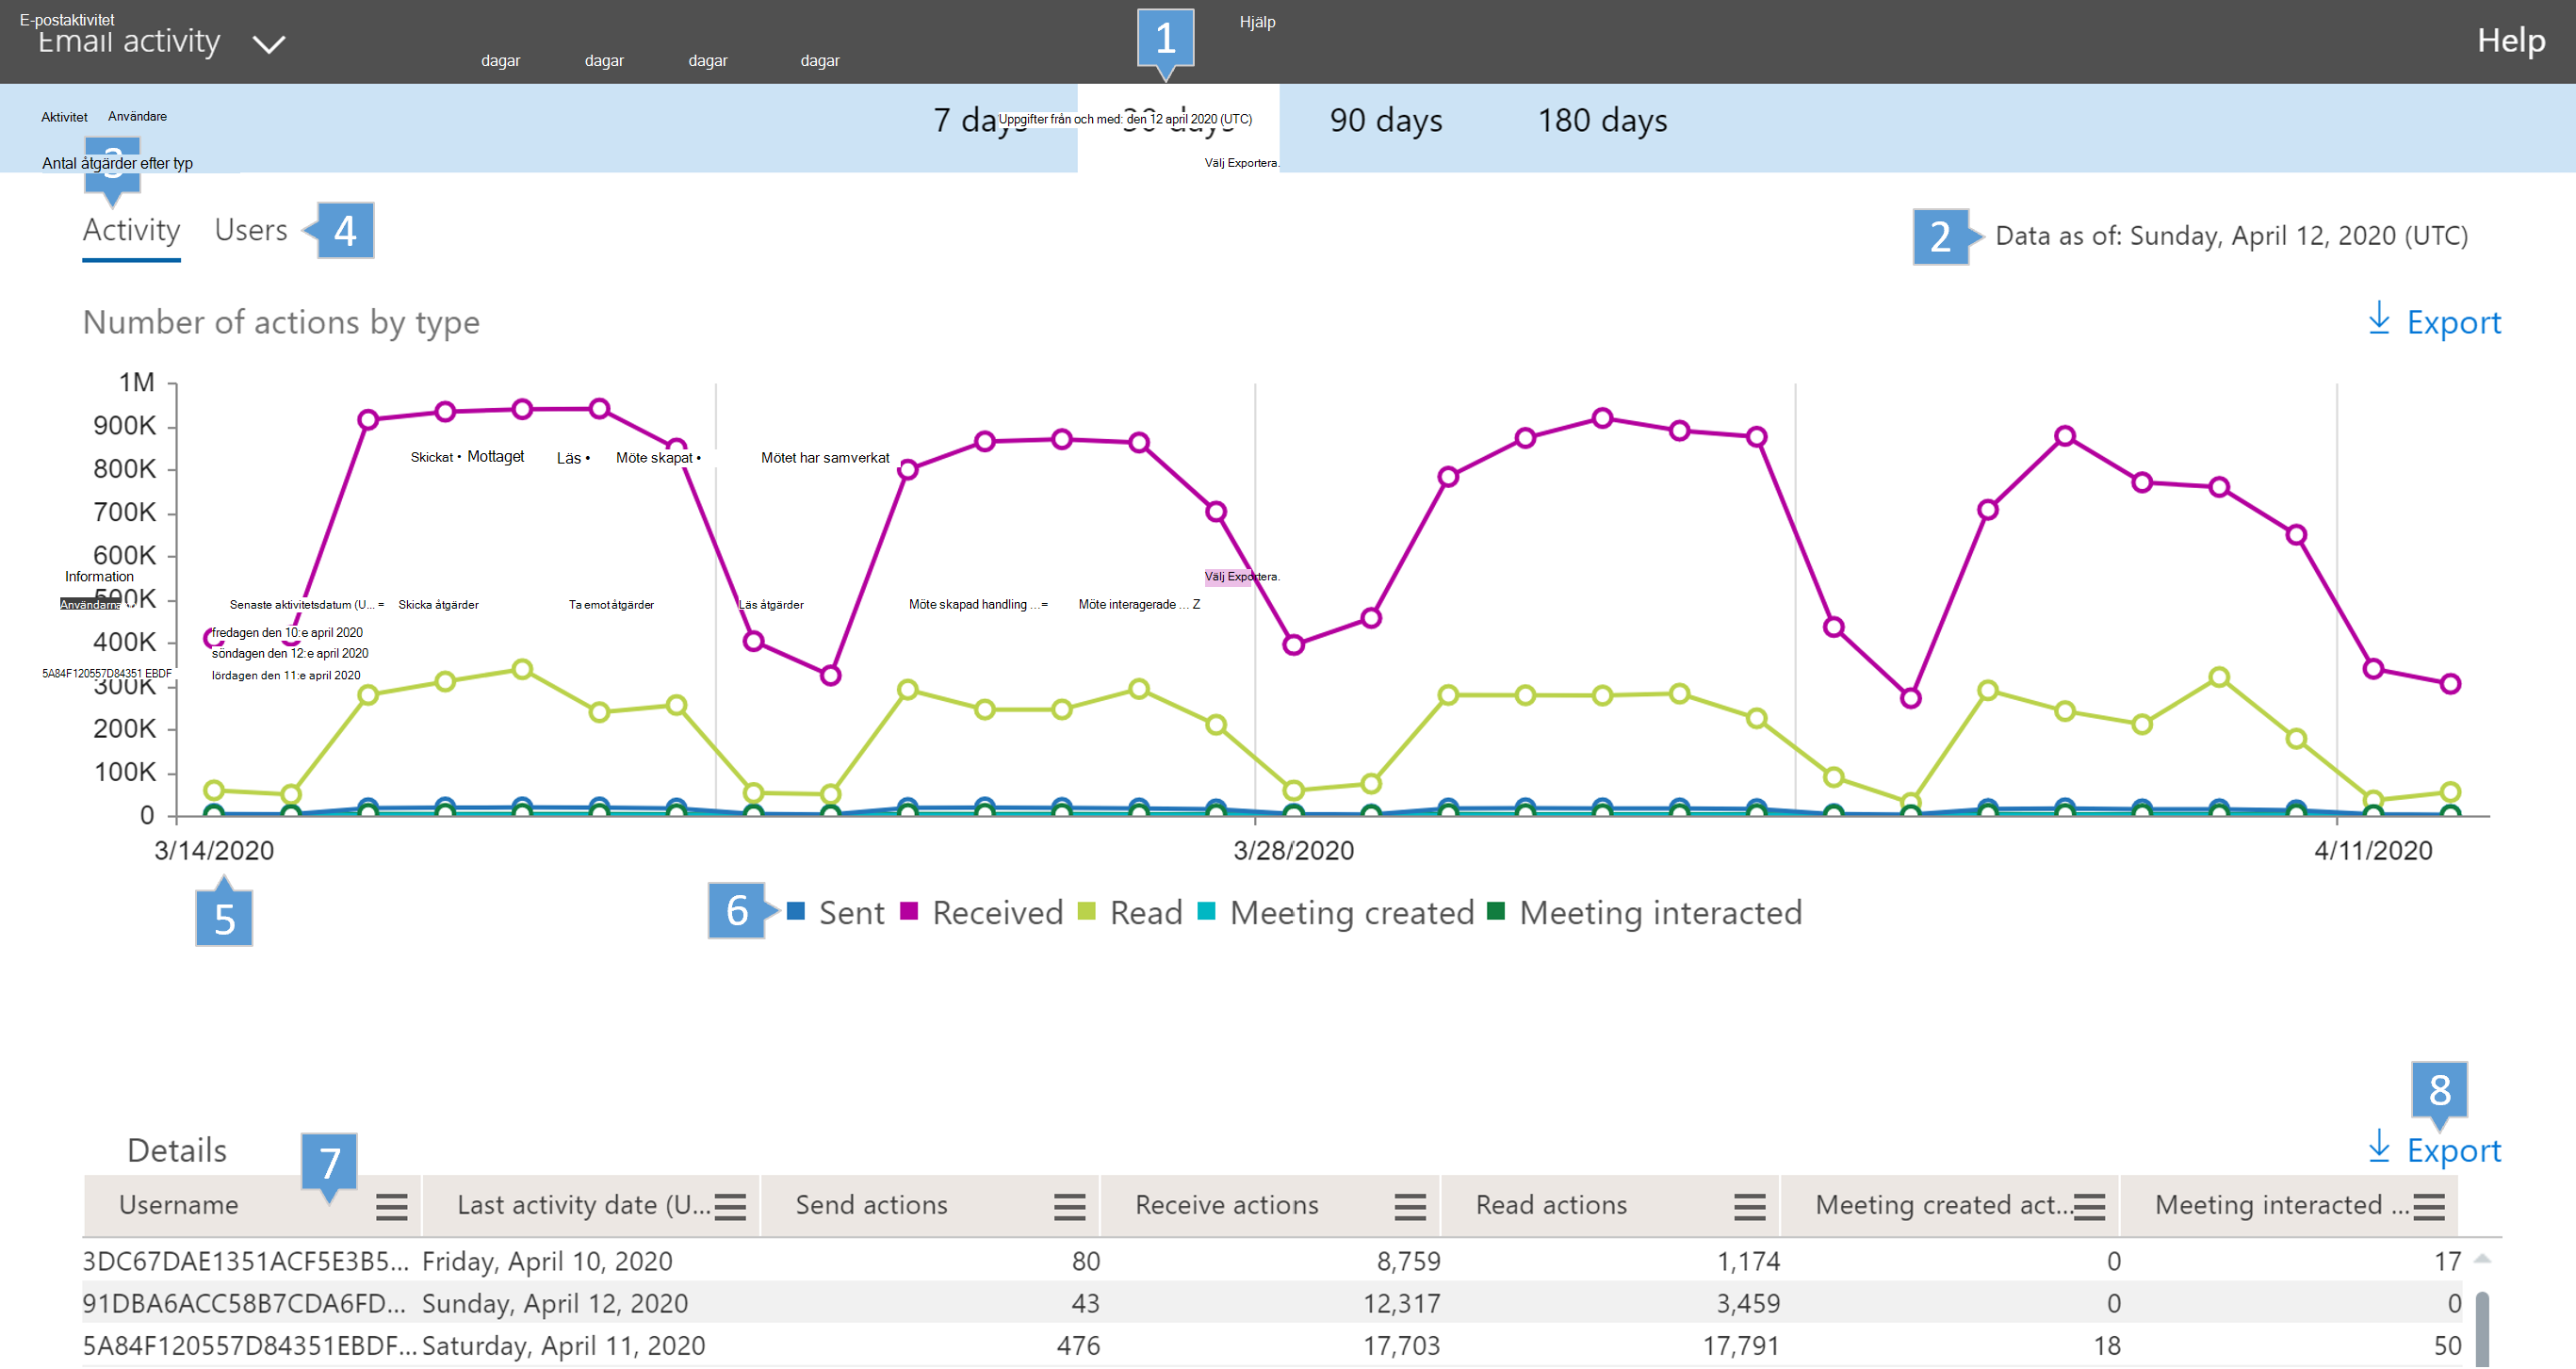 E-postaktivitet
Email activity
dagar dagar dagar dagar
1
Hjälp
Help
Aktivitet Användare
7 days
Uppgifter från och med: den 12 april 2020 (UTC)
30 days
90 days
180 days
Antal åtgärder efter typ
Välj Exportera.
3
Activity Users
4
2
Data as of: Sunday, April 12, 2020 (UTC)
Number of actions by type
Export
1M
900K
Skickat • Mottaget Läs • Möte skapat • Mötet har samverkat
800K
700K
600K
Information
Välj Exportera.
500K
Senaste aktivitetsdatum (U... = Skicka åtgärder Ta emot åtgärder Läs åtgärder Möte skapad handling ... = Möte interagerade ... Z
400K
fredagen den 10:e april 2020
söndagen den 12:e april 2020
5A84F120557D84351 EBDF
lördagen den 11:e april 2020
300K
200K
100K
0
3/14/2020 3/28/2020 4/11/2020
5
6
Sent Received Read Meeting created Meeting interacted
8
Details
7
Export
Username Last activity date (U... Send actions Receive actions Read actions Meeting created act... Meeting interacted ...
3DC67DAE1351ACF5E3B5... Friday, April 10, 2020 80 8,759 1,174 0 17
91DBA6ACC58B7CDA6FD... Sunday, April 12, 2020 43 12,317 3,459 0 0
5A84F120557D84351EBDF... Saturday, April 11, 2020 476 17,703 17,791 18 50